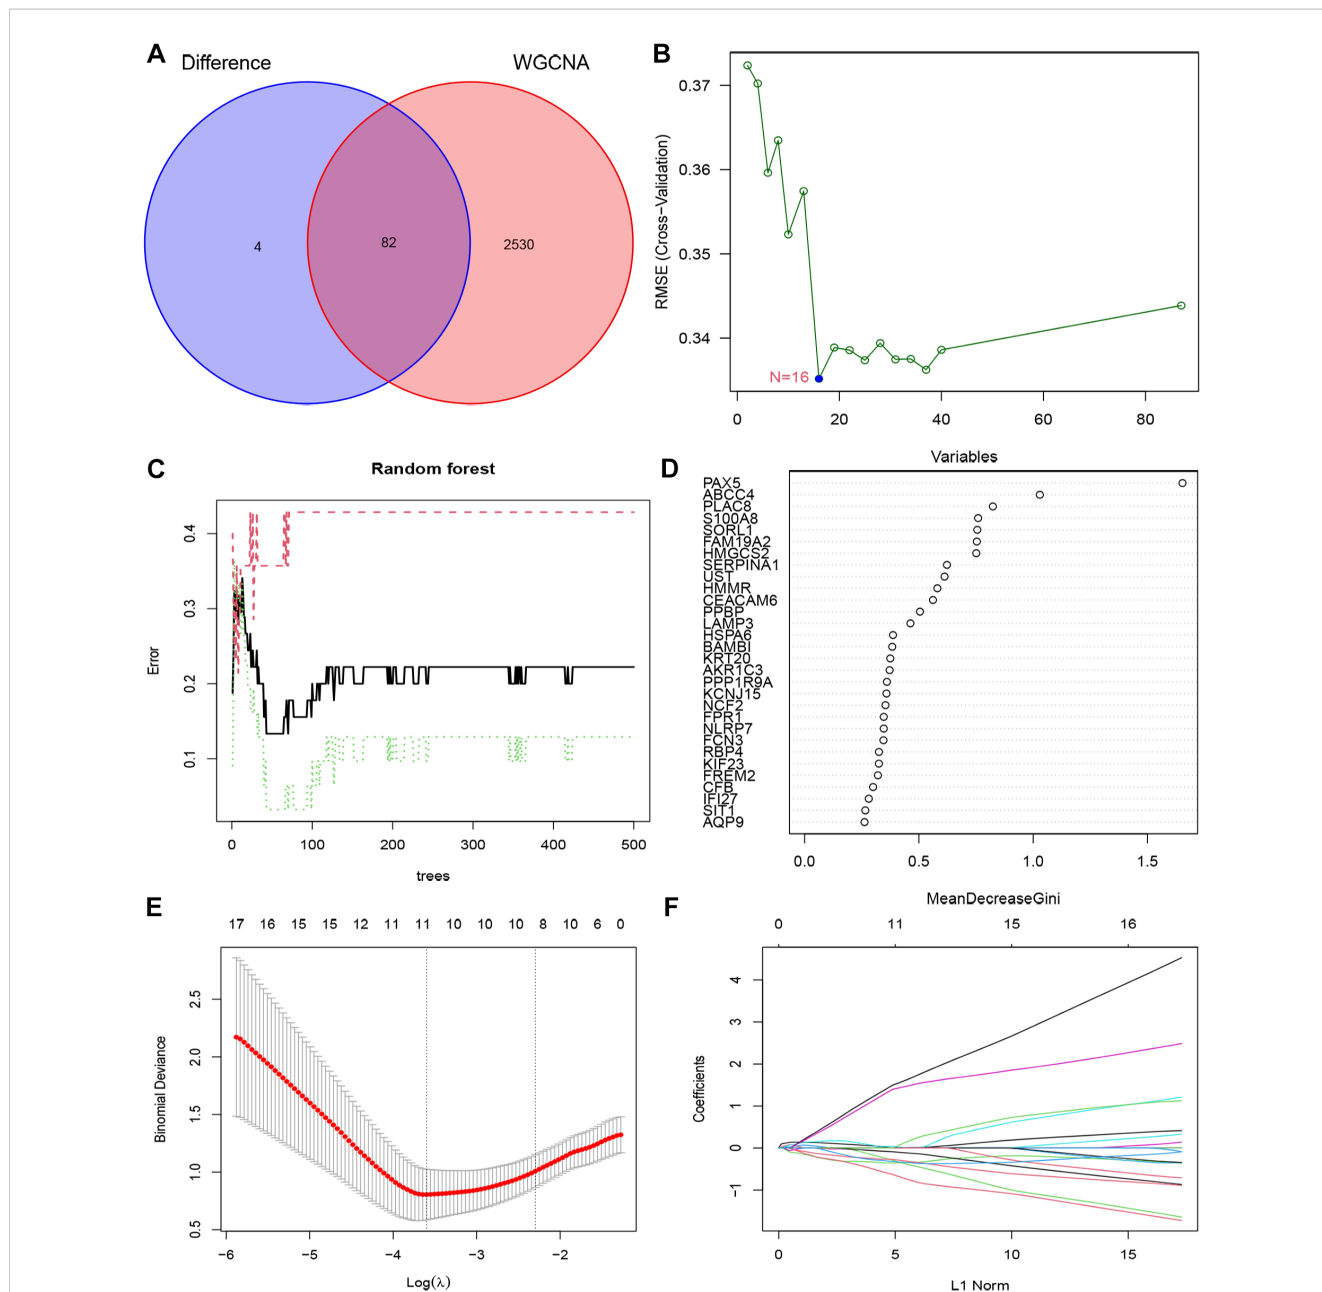 A
Difference
WGCNA
4
82
2530
B
RMSE (Cross-Validation)
0.37
0.36
0.35
0.34
N=16
0
20
40
60
80
Variables
C
Random forest
Error
0.4
0.3
0.2
0.1
0
100
200
300
400
500
trees
D
PAX5
ABCC4
PLAC8
S100A8
SORL1
FAM19A2
HMGCS2
SERPINA1
UST
HMMR
CEACAM6
PPBP
LAMP3
HSPA6
BAMBI
KRT20
AKR1C3
PPP1R9A
KCNJ15
NCF2
FPR1
NLRP7
FCN3
RBP4
KIF23
FREM2
CFB
IFI27
SIT1
AQP9
0.0
0.5
1.0
1.5
MeanDecreaseGini
E
17 16 15 15 12 11 11 10 10 10 8 10 6 0
Binomial Deviance
2.5
2.0
1.5
1.0
0.5
−6
−5
−4
−3
−2
Log(λ)
F
0
11
15
16
Coefficients
4
3
2
1
0
−1
0
5
10
15
L1 Norm